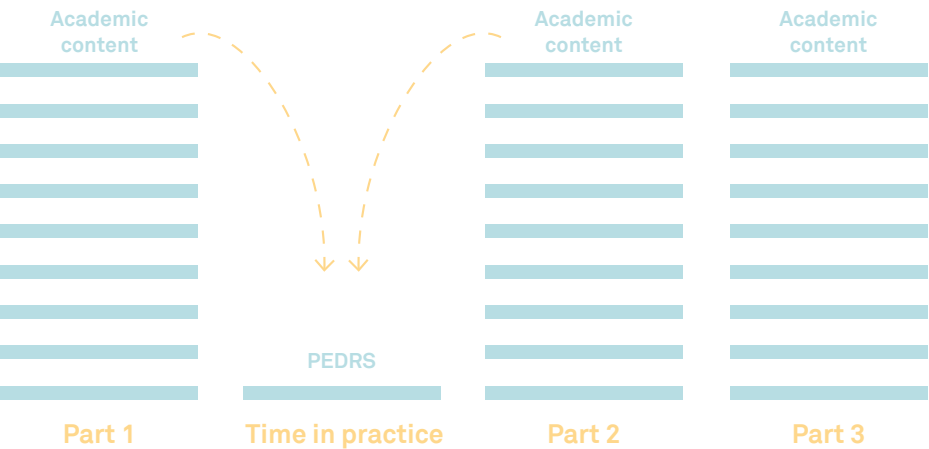 Academic
content
Academic
content
Academic
content
PEDRS
Part 1
Time in practice
Part 2
Part 3